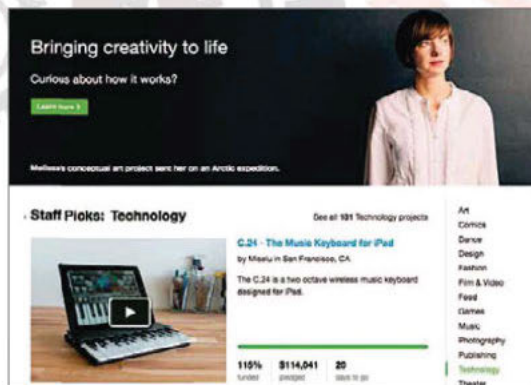 Bringing creativity to life
Curious about how it works?
Learn more >
Melissa's conceptual art project sent her on an Arctic expedition.
Staff Picks: Technology
See all 191 Technology projects
C.24 - The Music Keyboard for iPad
by Miselu in San Francisco, CA
The C.24 is a two octave wireless music keyboard
designed for iPad.
115%
funded
$114,041
pledged
20
days to go
Art
Comics
Dance
Design
Fashion
Film & Video
Food
Games
Music
Photography
Publishing
Technology
Theater